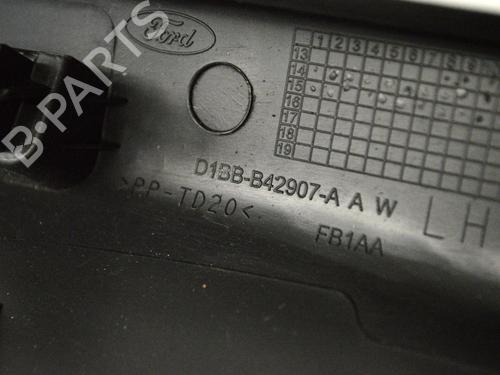 Ford
1 2 3 4 5 6 7 8 9
13
14
15
16
17
18
19
D1BB-B42907-A A W
>PP-TD20<
LH
FB1AA
B-PARTS